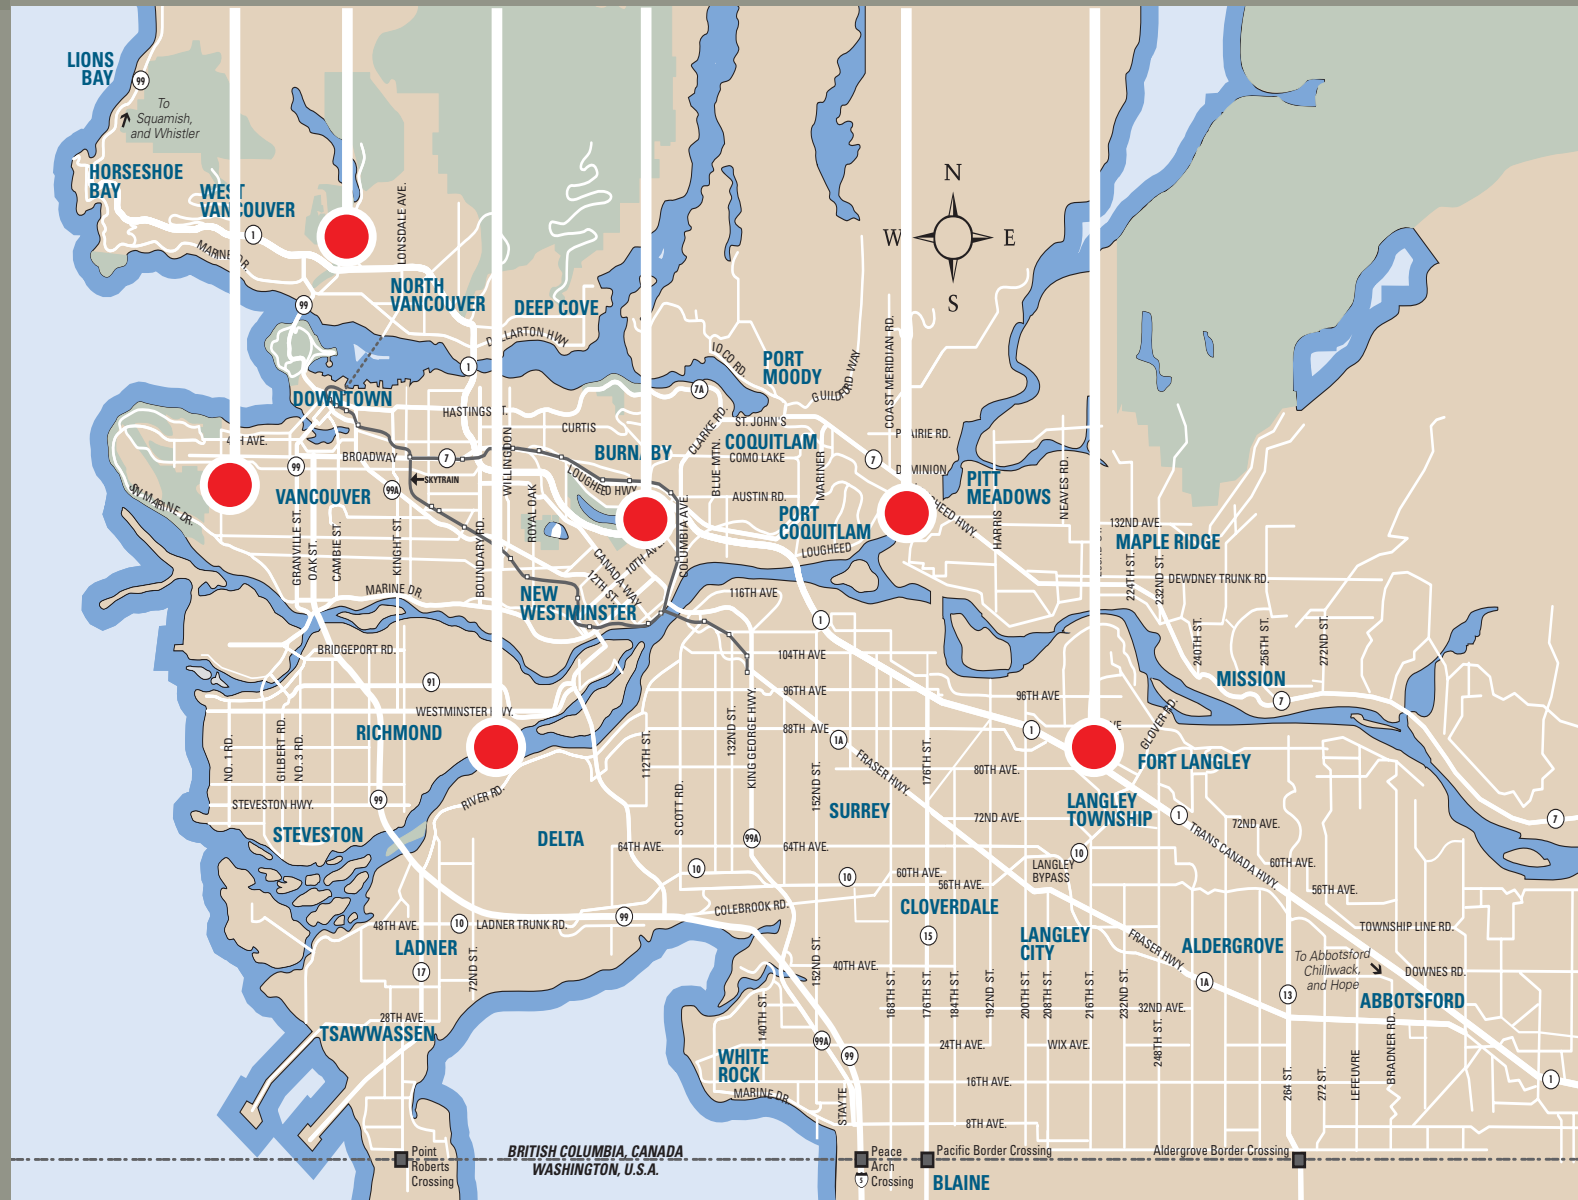 LIONS
BAY
99
To
Squamish,
and Whistler
HORSESHOE
BAY
WEST
VANCOUVER
1
MARINE DR.
LONSDALE AVE.
N
W
E
S
NORTH
VANCOUVER
DEEP COVE
99
DOLLARTON HWY
1
IOCO RD.
PORT
MOODY
GUILDFORD WAY
COAST MERIDIAN RD.
7A
DOWNTOWN
HASTINGS ST.
CURTIS
CLARKE RD.
ST. JOHN'S
COQUITLAM
COMO LAKE
PRAIRIE RD.
4TH AVE.
BROADWAY
7
WILLINGDON
BURNABY
BLUE MTN.
MARINER
7
DOMINION
99
99A
SKYTRAIN
LOUGHEED HWY
PITT
MEADOWS
NEAVES RD.
VANCOUVER
SW MARINE DR.
ROYAL OAK
COLUMBIA AVE.
AUSTIN RD.
PORT
COQUITLAM
LOUGHEED
LOUGHEED HWY.
HARRIS
132ND AVE.
MAPLE RIDGE
GRANVILLE ST.
OAK ST.
CAMBIE ST.
KNIGHT ST.
BOUNDARY RD.
CANADA WAY
10TH AVE.
12TH ST.
224TH ST.
232ND ST.
DEWDNEY TRUNK RD.
MARINE DR.
NEW
WESTMINSTER
116TH AVE
1
240TH ST.
256TH ST.
272ND ST.
BRIDGEPORT RD.
104TH AVE
MISSION
91
96TH AVE
96TH AVE
7
WESTMINSTER HWY.
RICHMOND
NO. 1 RD.
GILBERT RD.
NO. 3 RD.
112TH ST.
132ND ST.
KING GEORGE HWY.
88TH AVE
1A
1
GLOVER RD.
FORT LANGLEY
FRASER HWY.
176TH ST.
80TH AVE.
99
STEVESTON HWY.
RIVER RD.
SCOTT RD.
152ND ST.
SURREY
LANGLEY
TOWNSHIP
1
72ND AVE.
72ND AVE.
7
STEVESTON
DELTA
64TH AVE.
99A
64TH AVE.
10
TRANS CANADA HWY.
10
10
60TH AVE.
56TH AVE.
LANGLEY
BYPASS
60TH AVE.
56TH AVE.
COLEBROOK RD.
CLOVERDALE
99
48TH AVE.
10
LADNER TRUNK RD.
15
LANGLEY
CITY
FRASER HWY.
ALDERGROVE
TOWNSHIP LINE RD.
LADNER
17
72ND ST.
152ND ST.
40TH AVE.
To Abbotsford
Chilliwack,
and Hope
DOWNES RD.
1A
13
ABBOTSFORD
168TH ST.
176TH ST.
184TH ST.
192ND ST.
200TH ST.
208TH ST.
216TH ST.
232ND ST.
32ND AVE.
28TH AVE.
TSAWWASSEN
140TH ST.
99A
99
24TH AVE.
WIX AVE.
248TH ST.
BRADNER RD.
WHITE
ROCK
MARINE DR.
16TH AVE.
264 ST.
272 ST.
LEFEUVRE
1
STAYTE
8TH AVE.
Point
Roberts
Crossing
BRITISH COLUMBIA, CANADA
WASHINGTON, U.S.A.
Peace
Arch
Crossing
5
Pacific Border Crossing
Aldergrove Border Crossing
BLAINE